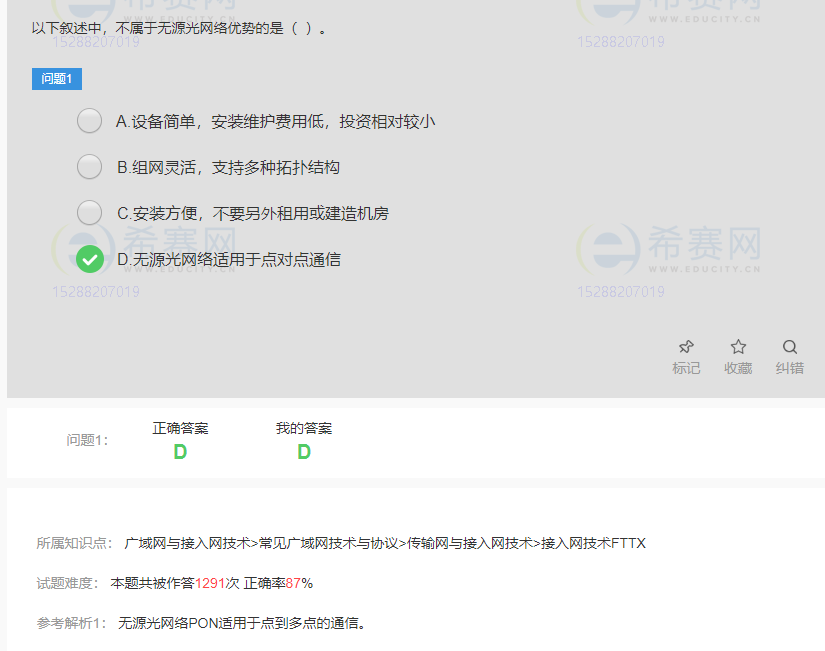 希赛网 希赛网
WWW.EDUCITY.CN WWW.EDUCITY.CN
以下叙述中，不属于无源光网络优势的是（ ）。
15288207019 15288207019
问题1
A.设备简单，安装维护费用低，投资相对较小
B.组网灵活，支持多种拓扑结构
C.安装方便，不要另外租用或建造机房
希赛网 希赛网
D.无源光网络适用于点对点通信
WWW.EDUCITY.CN WWW.EDUCITY.CN
15288207019 15288207019
标记 收藏 纠错
正确答案 我的答案
问题1：
D D
所属知识点： 广域网与接入网技术>常见广域网技术与协议>传输网与接入网技术>接入网技术FTTX
试题难度： 本题共被作答1291次 正确率87%
参考解析1： 无源光网络PON适用于点到多点的通信。